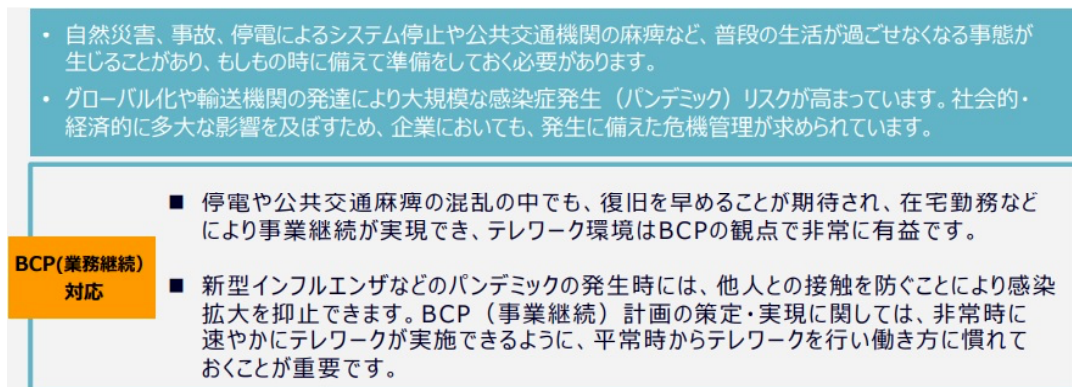 • 自然災害、事故、停電によるシステム停止や公共交通機関の麻痺など、普段の生活が過ごせなくなる事態が
生じることがあり、もしもの時に備えて準備をしておく必要があります。
• グローバル化や輸送機関の発達により大規模な感染症発生（パンデミック）リスクが高まっています。社会的・
経済的に多大な影響を及ぼすため、企業においても、発生に備えた危機管理が求められています。
BCP(業務継続)
対応
■ 停電や公共交通麻痺の混乱の中でも、復旧を早めることが期待され、在宅勤務など
により事業継続が実現でき、テレワーク環境はBCPの観点で非常に有益です。
■ 新型インフルエンザなどのパンデミックの発生時には、他人との接触を防ぐことにより感染
拡大を抑止できます。BCP（事業継続）計画の策定・実現に関しては、非常時に
速やかにテレワークが実施できるように、平常時からテレワークを行い働き方に慣れて
おくことが重要です。